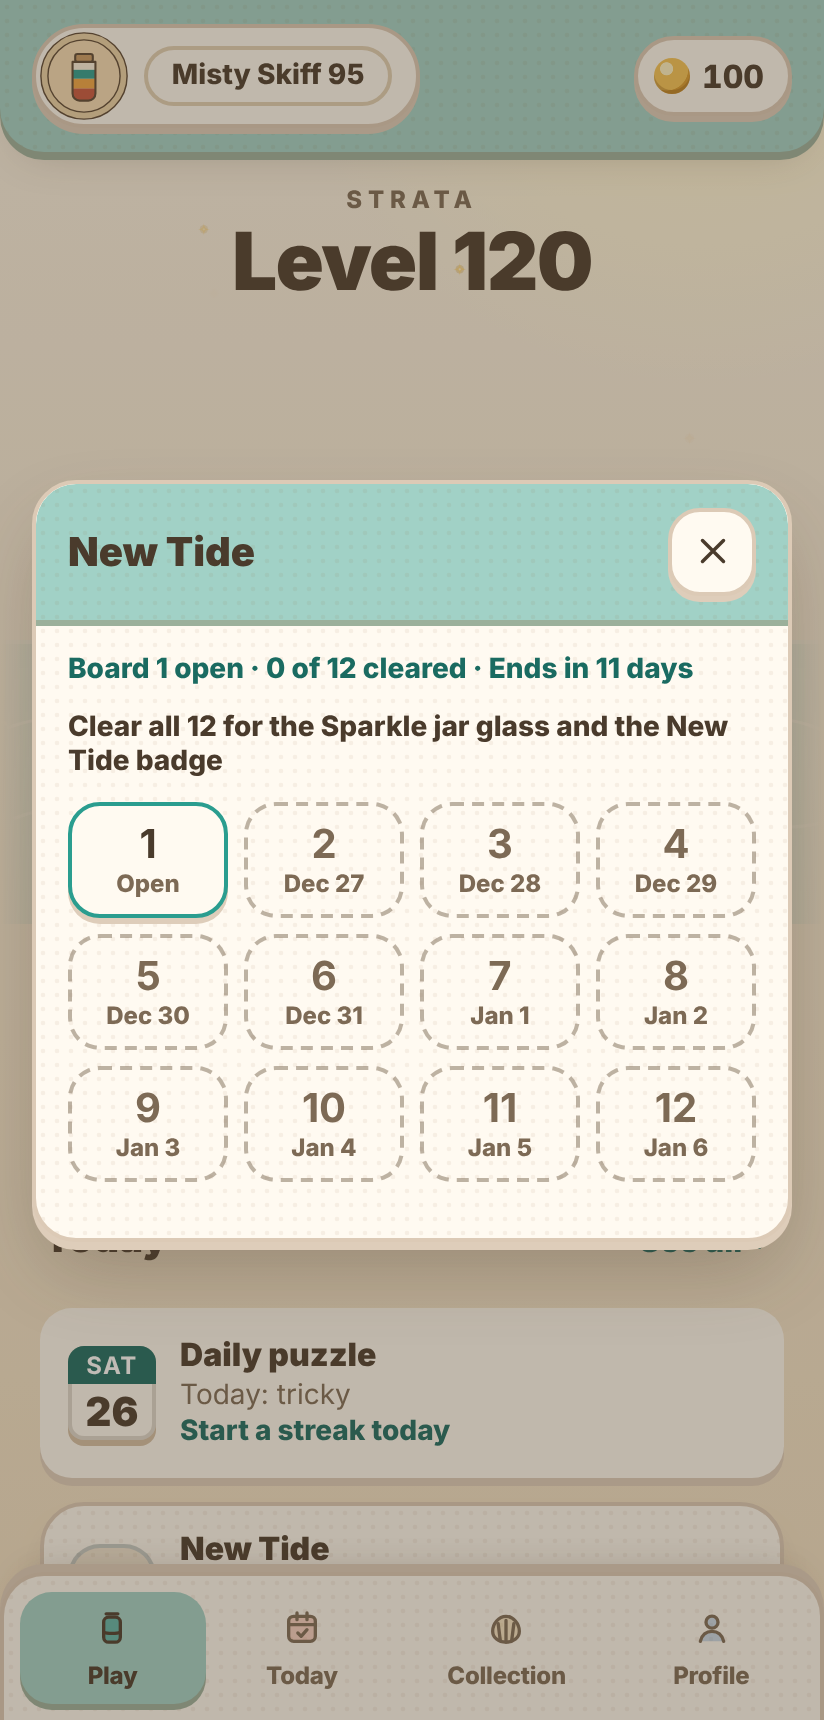 Misty Skiff 95
100
STRATA
Level 120
New Tide
Board 1 open · 0 of 12 cleared · Ends in 11 days
Clear all 12 for the Sparkle jar glass and the New
Tide badge
1
Open
2
Dec 27
3
Dec 28
4
Dec 29
5
Dec 30
6
Dec 31
7
Jan 1
8
Jan 2
9
Jan 3
10
Jan 4
11
Jan 5
12
Jan 6
Today
SAT
26
Daily puzzle
Today: tricky
Start a streak today
New Tide
Play
Today
Collection
Profile